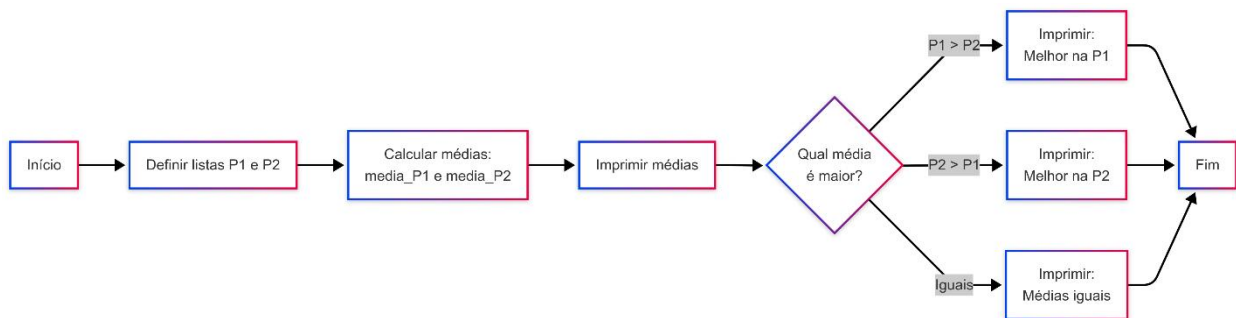 Início
Definir listas P1 e P2
Calcular médias:
media_P1 e media_P2
Imprimir médias
Qual média
é maior?
P1 > P2
Imprimir:
Melhor na P1
P2 > P1
Imprimir:
Melhor na P2
Iguais
Imprimir:
Médias iguais
Fim